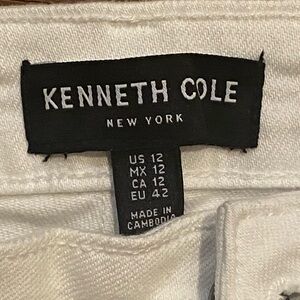 KENNETH COLE
NEW YORK
US 12
MX 12
CA 12
EU 42
MADE IN
CAMBODIA